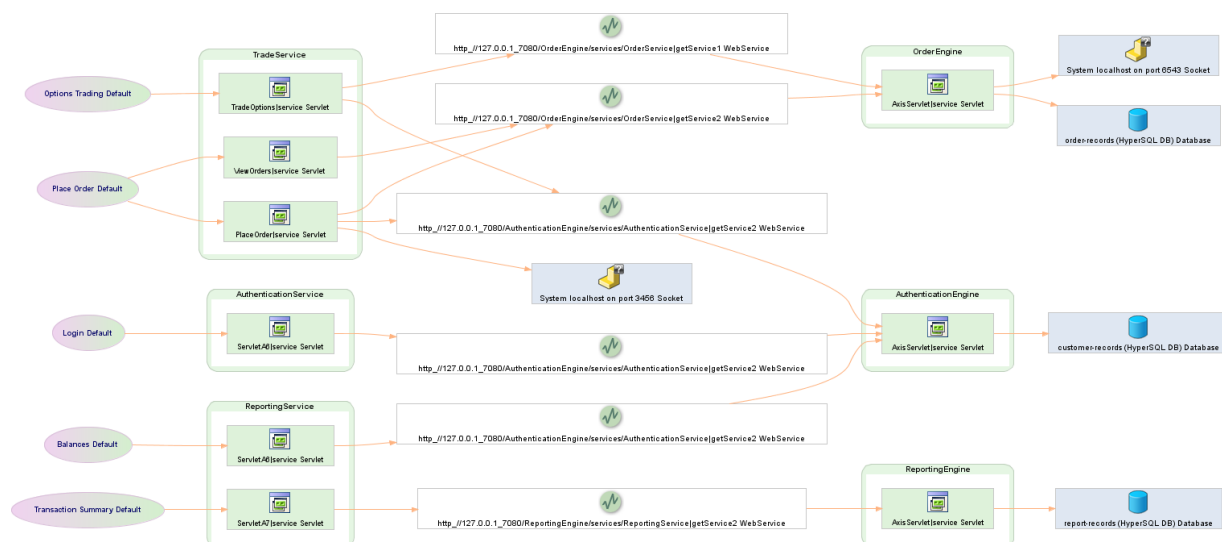 http_//127.0.0.1_7080/OrderEngine/services/OrderService|getService1 WebService
TradeService
OrderEngine
System localhost on port 6543 Socket
Options Trading Default
TradeOptions|service Servlet
AxisServlet|service Servlet
http_//127.0.0.1_7080/OrderEngine/services/OrderService|getService2 WebService
order-records (HyperSQL DB) Database
ViewOrders|service Servlet
Place Order Default
PlaceOrder|service Servlet
http_//127.0.0.1_7080/AuthenticationEngine/services/AuthenticationService|getService2 WebService
System localhost on port 3456 Socket
AuthenticationService
AuthenticationEngine
Login Default
ServletA6|service Servlet
AxisServlet|service Servlet
customer-records (HyperSQL DB) Database
http_//127.0.0.1_7080/AuthenticationEngine/services/AuthenticationService|getService2 WebService
ReportingService
Balances Default
ServletA6|service Servlet
http_//127.0.0.1_7080/AuthenticationEngine/services/AuthenticationService|getService2 WebService
ReportingEngine
Transaction Summary Default
ServletA7|service Servlet
http_//127.0.0.1_7080/ReportingEngine/services/ReportingService|getService2 WebService
AxisServlet|service Servlet
report-records (HyperSQL DB) Database